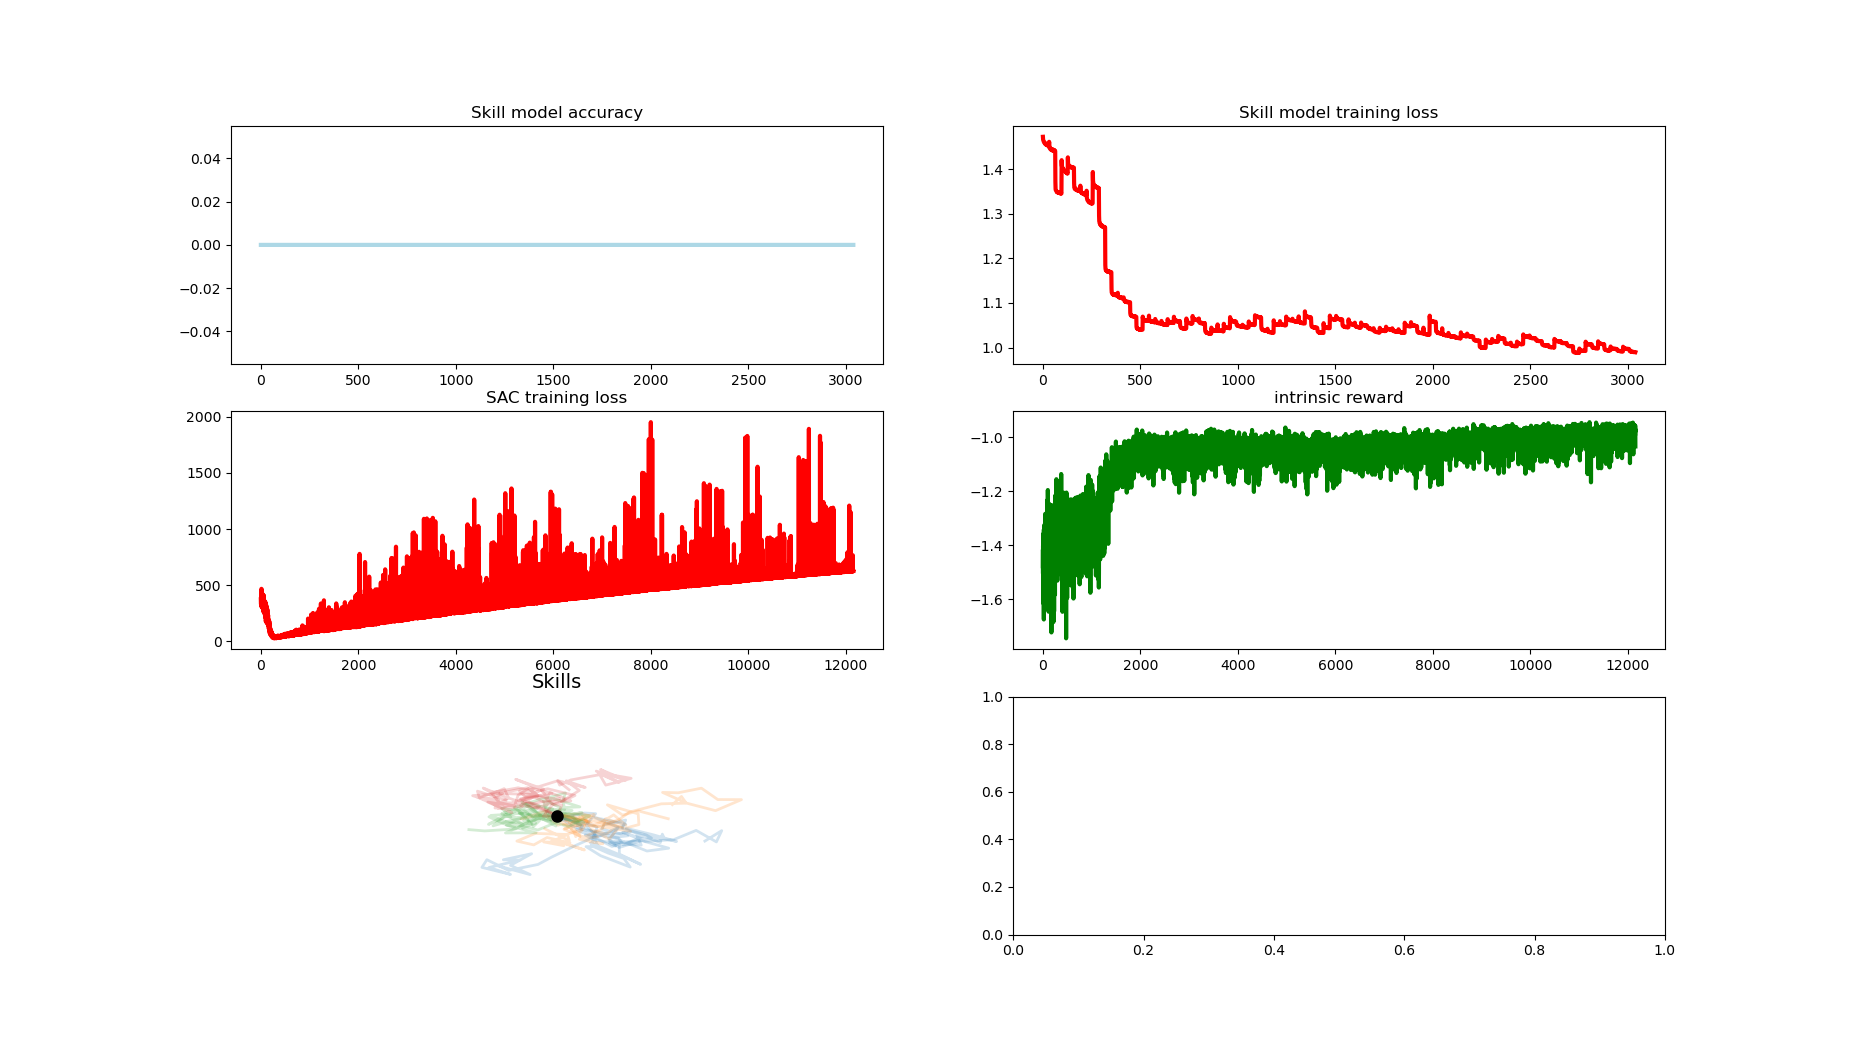 Skill model accuracy
0.04
0.02
0.00
−0.02
−0.04
0 500 1000 1500 2000 2500 3000
Skill model training loss
1.4
1.3
1.2
1.1
1.0
0 500 1000 1500 2000 2500 3000
SAC training loss
2000
1500
1000
500
0
0 2000 4000 6000 8000 10000 12000
intrinsic reward
−1.0
−1.2
−1.4
−1.6
0 2000 4000 6000 8000 10000 12000
Skills
1.0
0.8
0.6
0.4
0.2
0.0
0.0 0.2 0.4 0.6 0.8 1.0